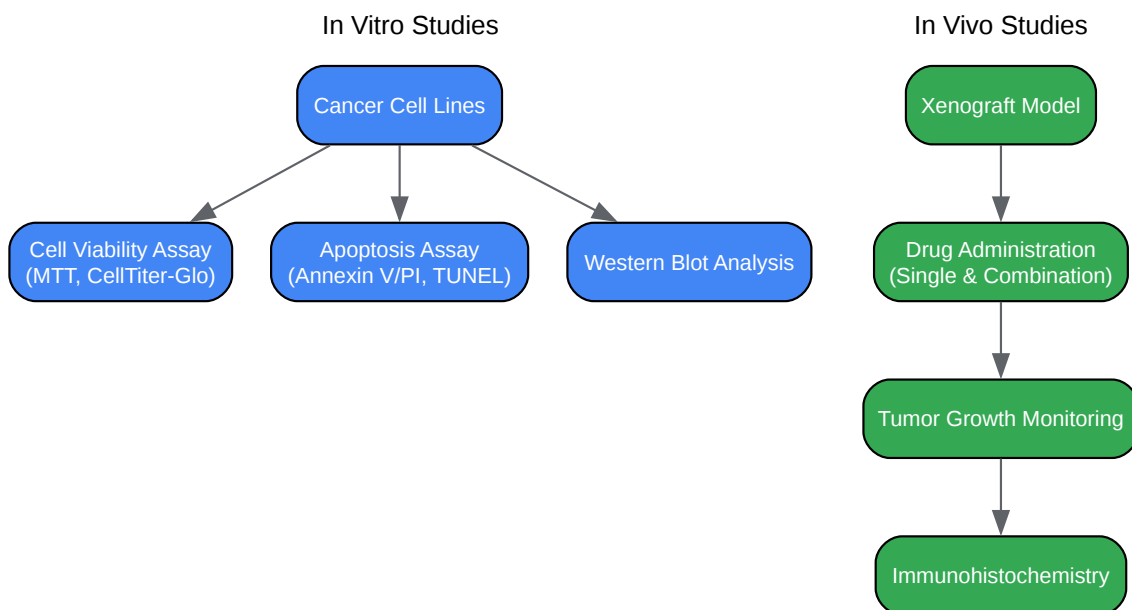 In Vitro Studies
Cancer Cell Lines
Cell Viability Assay
(MTT, CellTiter-Glo)
Apoptosis Assay
(Annexin V/PI, TUNEL)
Western Blot Analysis
In Vivo Studies
Xenograft Model
Drug Administration
(Single & Combination)
Tumor Growth Monitoring
Immunohistochemistry